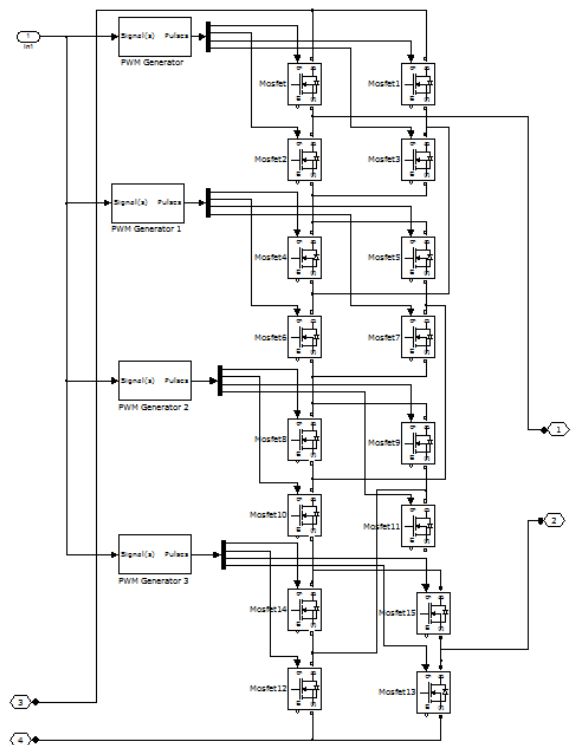 1
In1
Signal(s) Pulses
PWM Generator
Mosfet
Mosfet1
Mosfet2
Mosfet3
1
Signal(s) Pulses
PWM Generator 1
Mosfet4
Mosfet5
Mosfet6
Mosfet7
Signal(s) Pulses
PWM Generator 2
Mosfet8
Mosfet9
Mosfet10
Mosfet11
2
Signal(s) Pulses
PWM Generator 3
Mosfet14
Mosfet15
Mosfet12
Mosfet13
3
4